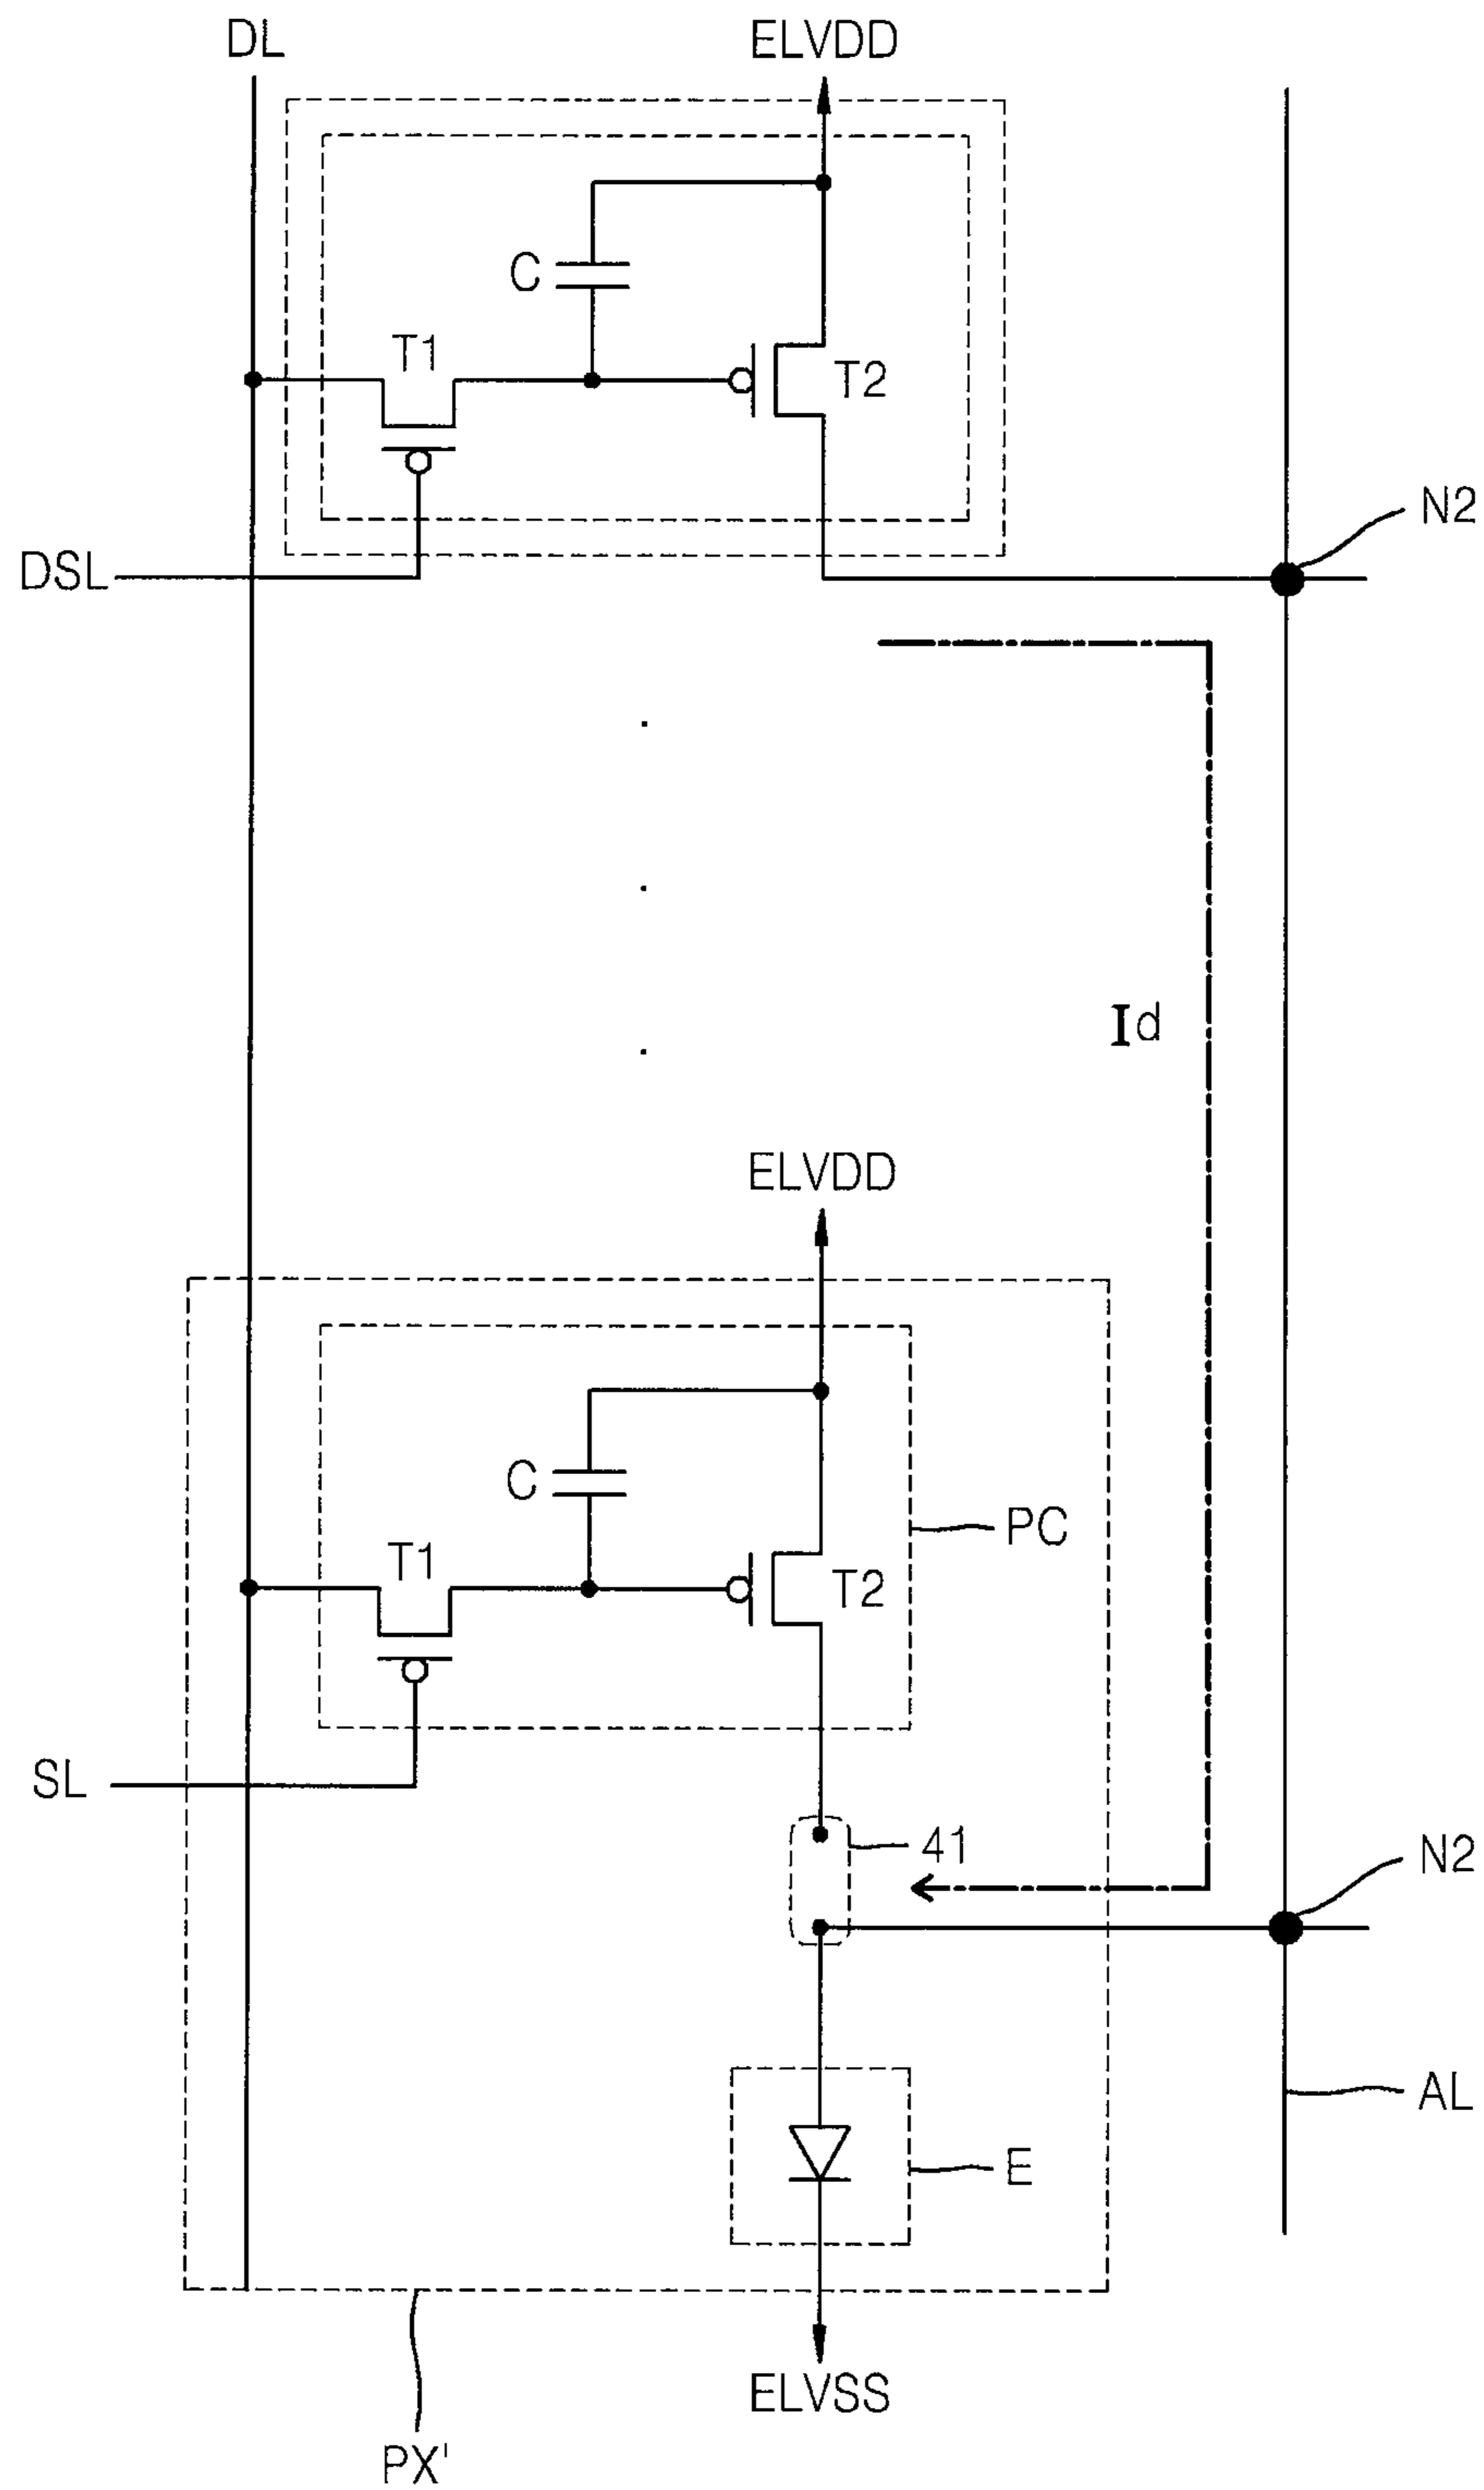 DL
ELVDD
C
T1
T2
N2
DSL
Id
ELVDD
C
PC
T1
T2
SL
41
N2
AL
E
ELVSS
PX'